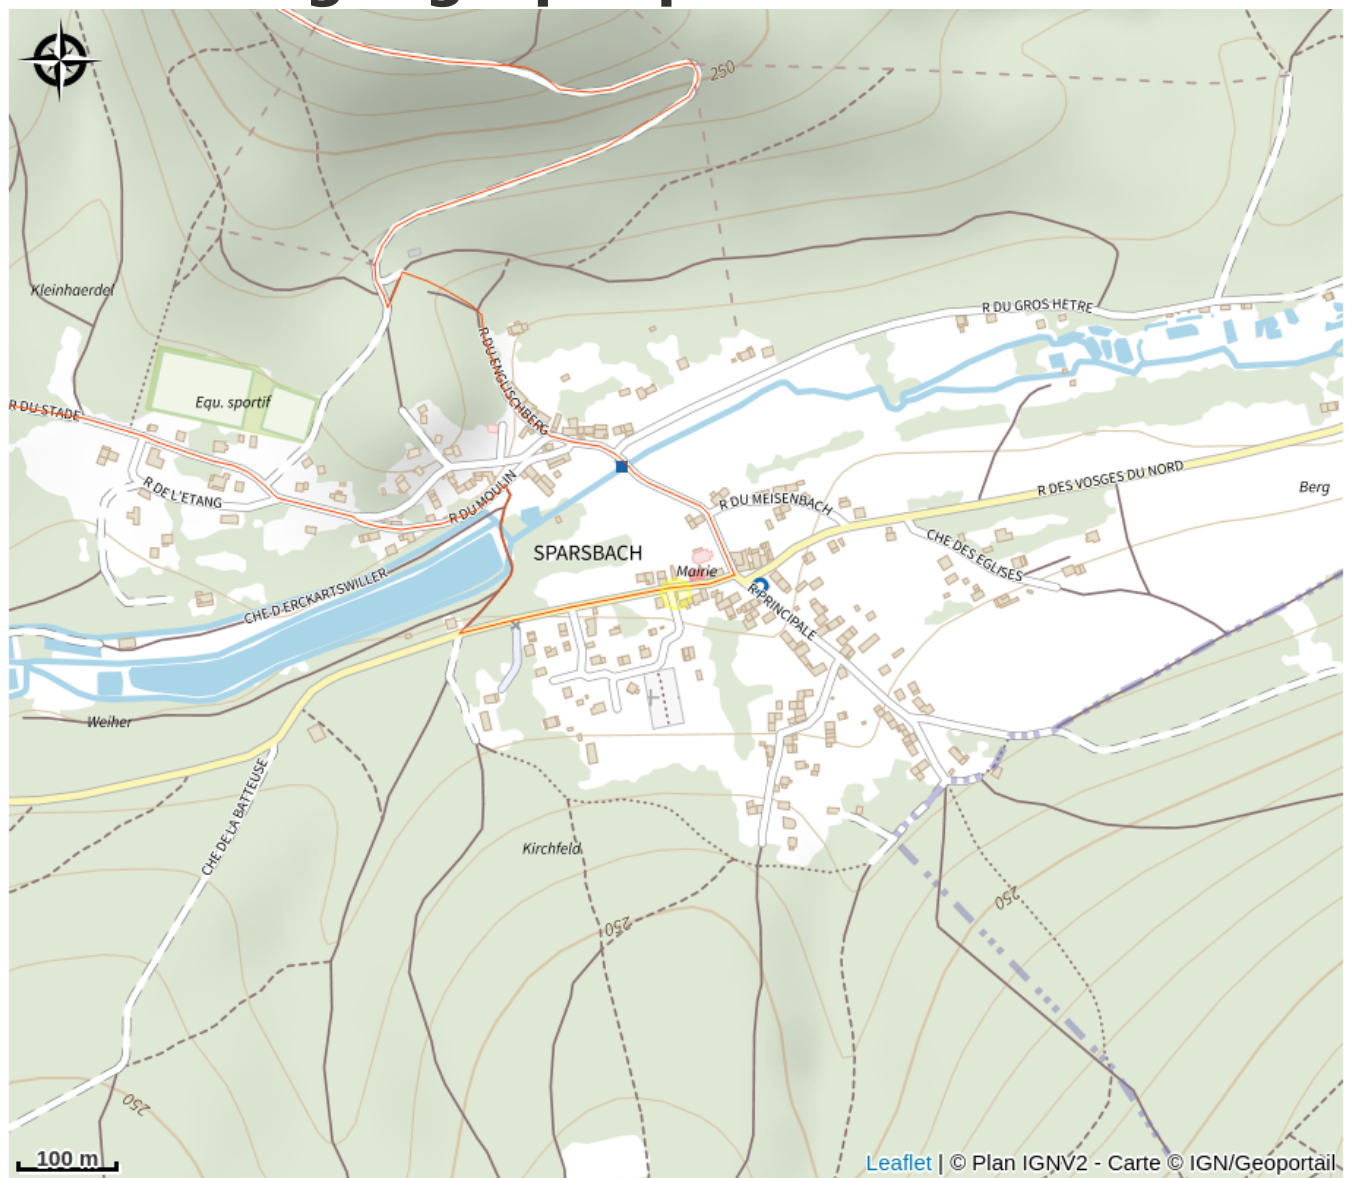 250
Kleinhaerdel
R DU GROS HETRE
R DU ENGLISCHBERG
Equ. sportif
R DU STADE
R DES VOSGES DU NORD
Berg
R DE L'ETANG
R DU MOULIN
R DU MEISENBACH
SPARSBACH
CHE DES EGLISES
Mairie
CHE D ERCKARTSWILLER
R PRINCIPALE
Weiher
CHE DE LA BATTEUSE
Kirchfeld
250
250
250
100 m
Leaflet | © Plan IGNV2 - Carte © IGN/Geoportail